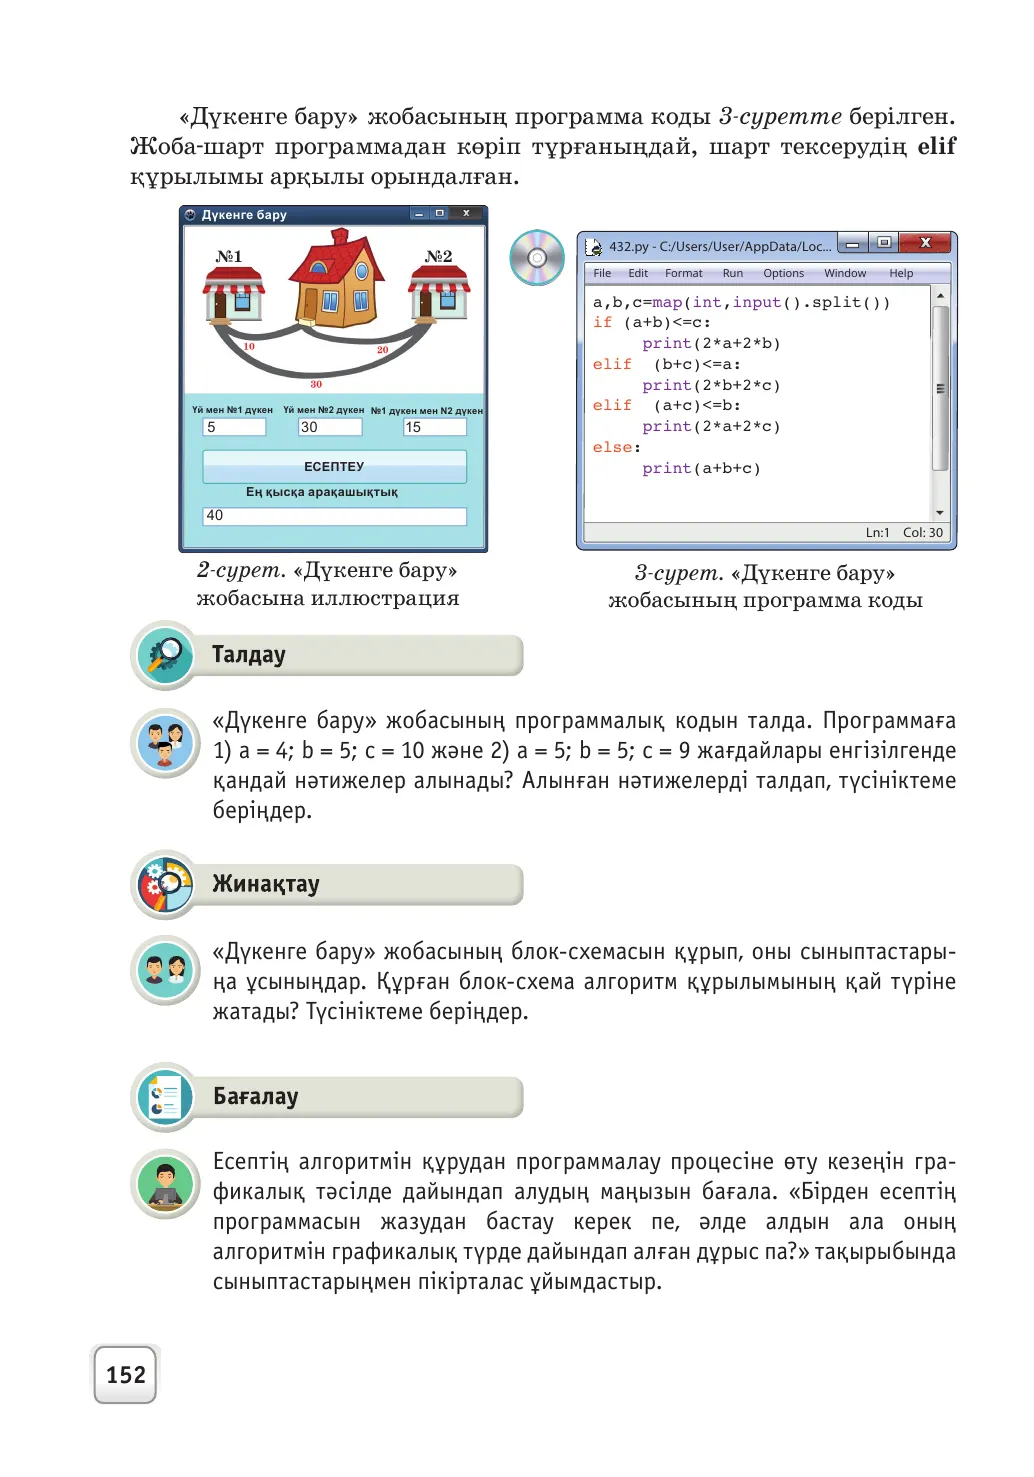 «Дүкенге бару» жобасының программа коды 3-суретте берілген.
Жоба-шарт программадан көріп тұрғаныңдай, шарт тексерудің elif
құрылымы арқылы орындалған.
Дүкенге бару
№1
№2
10
20
30
Үй мен №1 дүкен Үй мен №2 дүкен №1 дүкен мен N2 дүкен
5 30 15
ЕСЕПТЕУ
Ең қысқа арақашықтық
40
2-сурет. «Дүкенге бару»
жобасына иллюстрация
432.py - C:/Users/User/AppData/Loc...
File Edit Format Run Options Window Help
a,b,c=map(int,input().split())
if (a+b)<=c:
print(2*a+2*b)
elif (b+c)<=a:
print(2*b+2*c)
elif (a+c)<=b:
print(2*a+2*c)
else:
print(a+b+c)
Ln:1 Col: 30
3-сурет. «Дүкенге бару»
жобасының программа коды
Талдау
«Дүкенге бару» жобасының программалық кодын талда. Программаға
1) a = 4; b = 5; c = 10 және 2) a = 5; b = 5; c = 9 жағдайлары енгізілгенде
қандай нәтижелер алынады? Алынған нәтижелерді талдап, түсініктеме
беріңдер.
Жинақтау
«Дүкенге бару» жобасының блок-схемасын құрып, оны сыныптастары-
ңа ұсыныңдар. Құрған блок-схема алгоритм құрылымының қай түріне
жатады? Түсініктеме беріңдер.
Бағалау
Есептің алгоритмін құрудан программалау процесіне өту кезеңін гра-
фикалық тәсілде дайындап алудың маңызын бағала. «Бірден есептің
программасын жазудан бастау керек пе, әлде алдын ала оның
алгоритмін графикалық түрде дайындап алған дұрыс па?» тақырыбында
сыныптастарыңмен пікірталас ұйымдастыр.
152